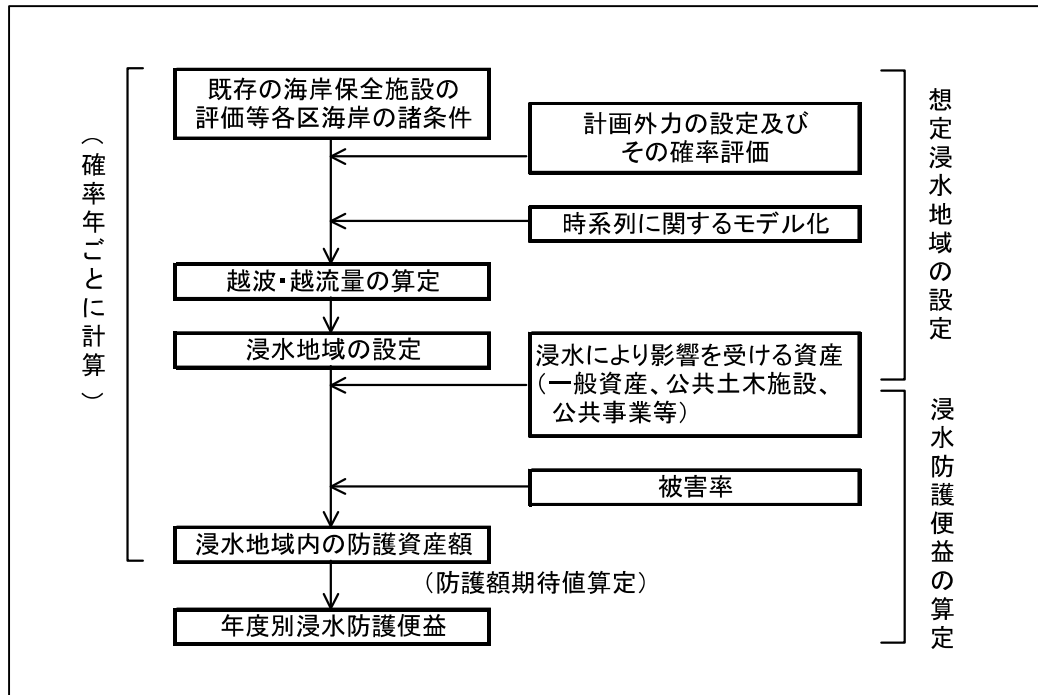 既存の海岸保全施設の
評価等各区海岸の諸条件
計画外力の設定及び
その確率評価
時系列に関するモデル化
越波・越流量の算定
浸水地域の設定
浸水により影響を受ける資産
（一般資産、公共土木施設、
公共事業等）
被害率
浸水地域内の防護資産額
（防護額期待値算定）
年度別浸水防護便益
（確率年ごとに計算）
想定浸水地域の設定
浸水防護便益の算定